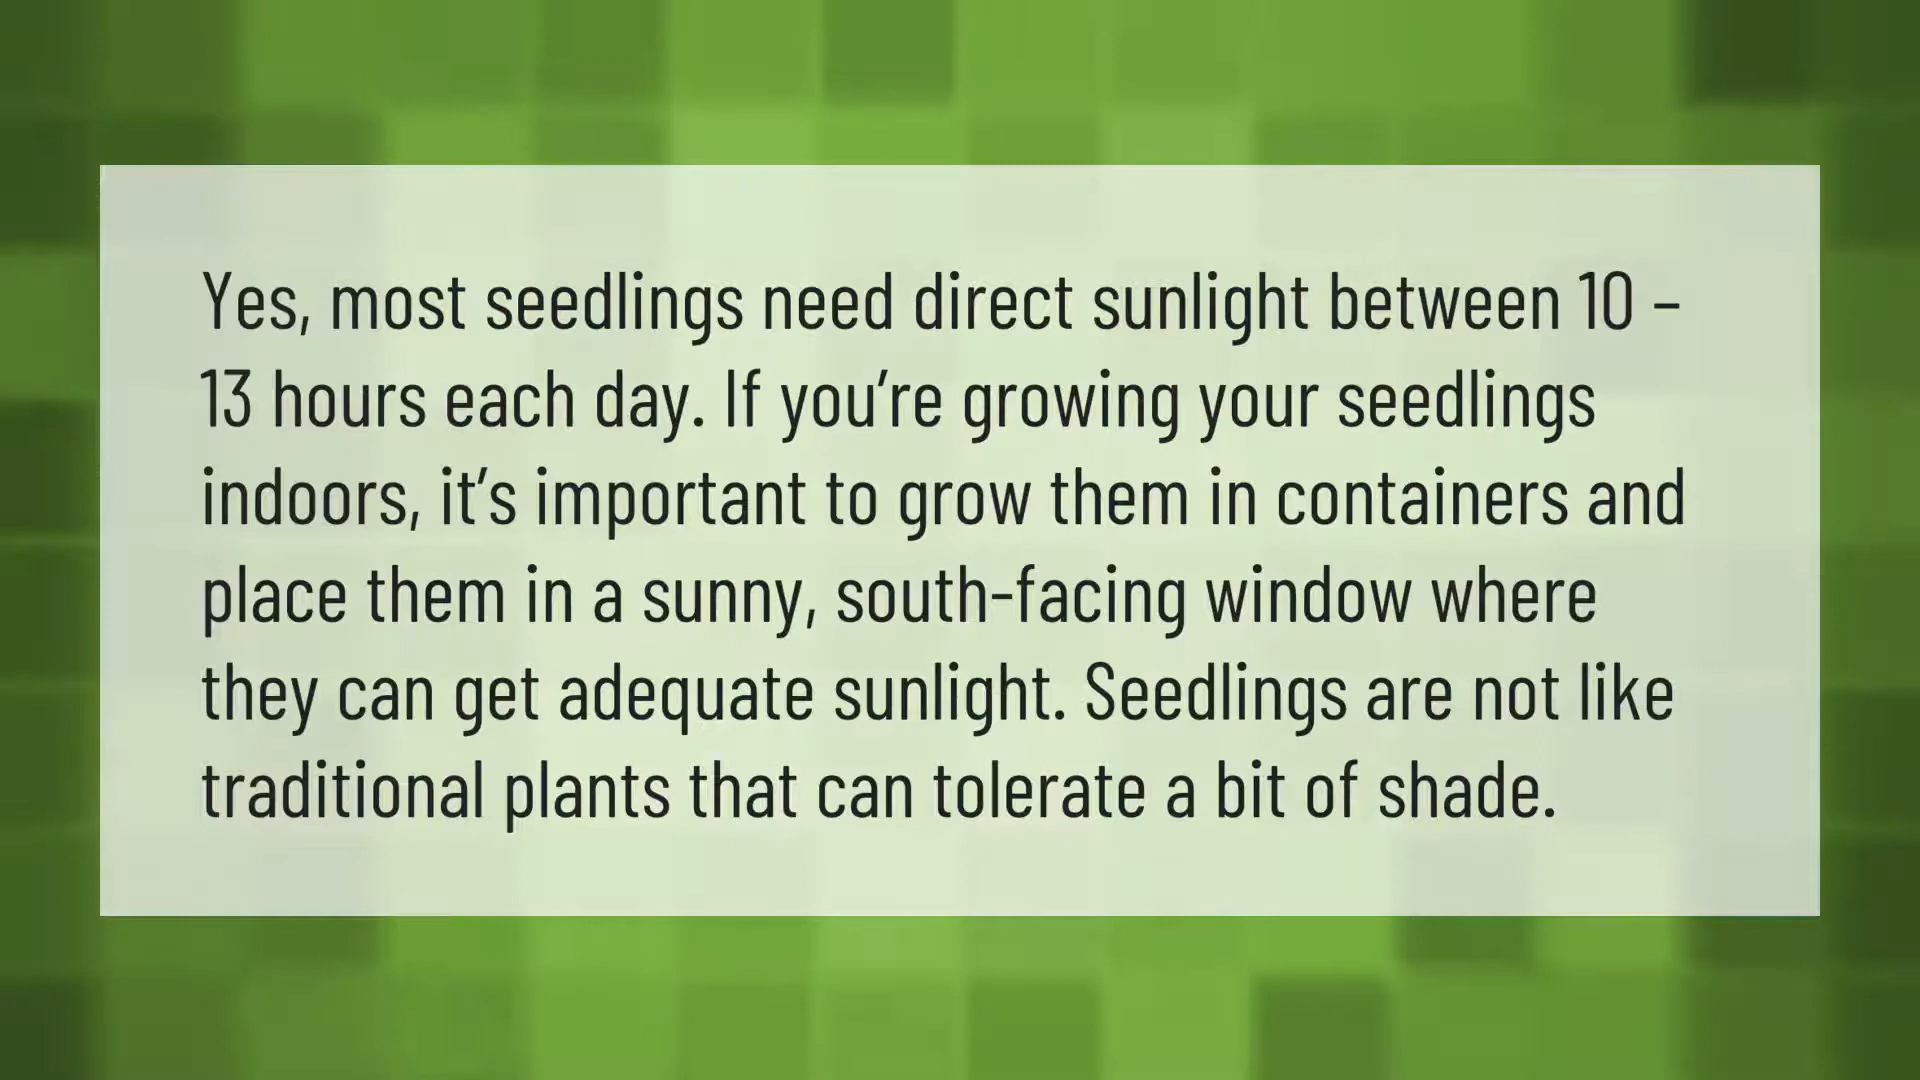 Yes, most seedlings need direct sunlight between 10 –
13 hours each day. If you’re growing your seedlings
indoors, it’s important to grow them in containers and
place them in a sunny, south-facing window where
they can get adequate sunlight. Seedlings are not like
traditional plants that can tolerate a bit of shade.